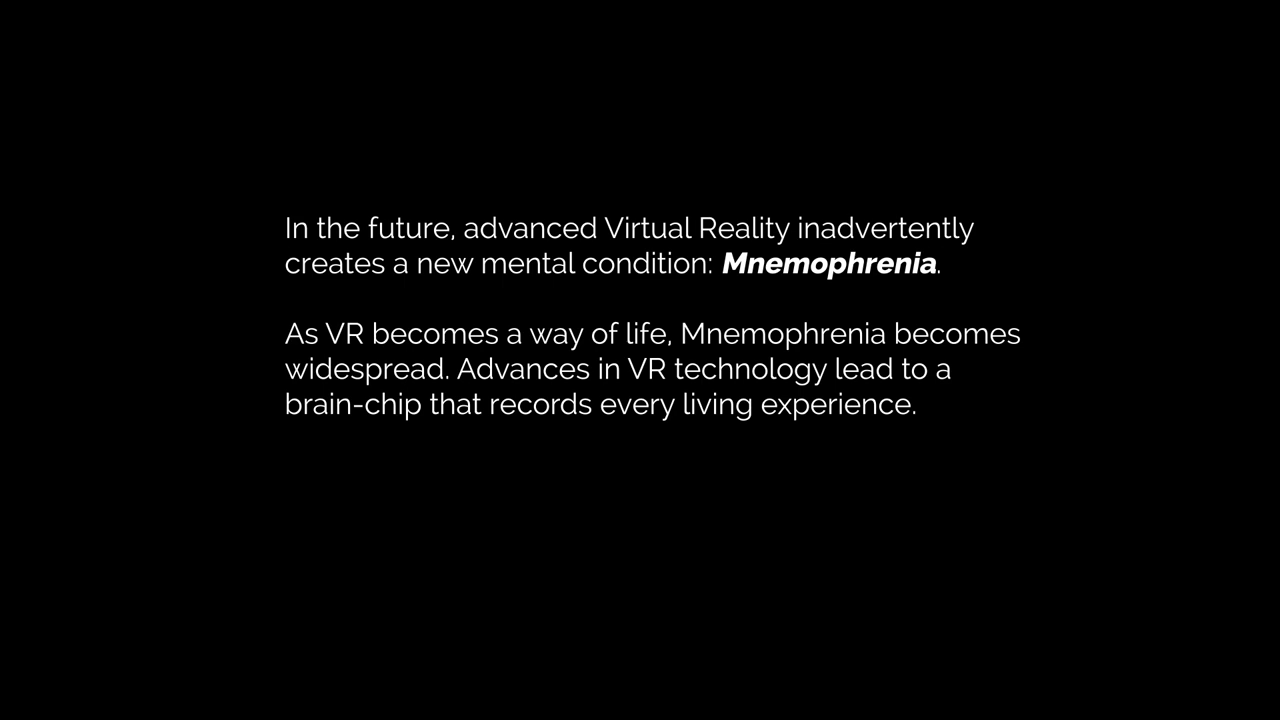 In the future, advanced Virtual Reality inadvertently
creates a new mental condition: Mnemophrenia.
As VR becomes a way of life, Mnemophrenia becomes
widespread. Advances in VR technology lead to a
brain-chip that records every living experience.